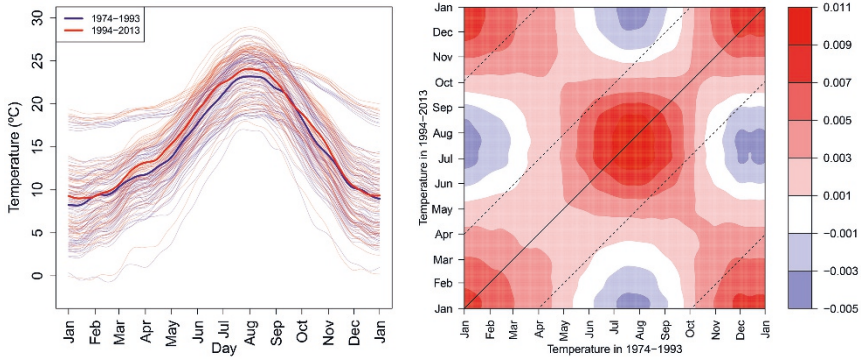 1974−1993
1994−2013
Temperature (ºC)
30
25
20
15
10
5
0
Jan Feb Mar Apr May Jun Jul Aug Sep Oct Nov Dec Jan
Day
Temperature in 1994−2013
Jan
Dec
Nov
Oct
Sep
Aug
Jul
Jun
May
Apr
Mar
Feb
Jan
Jan Feb Mar Apr May Jun Jul Aug Sep Oct Nov Dec Jan
Temperature in 1974−1993
0.011
0.009
0.007
0.005
0.003
0.001
−0.001
−0.003
−0.005